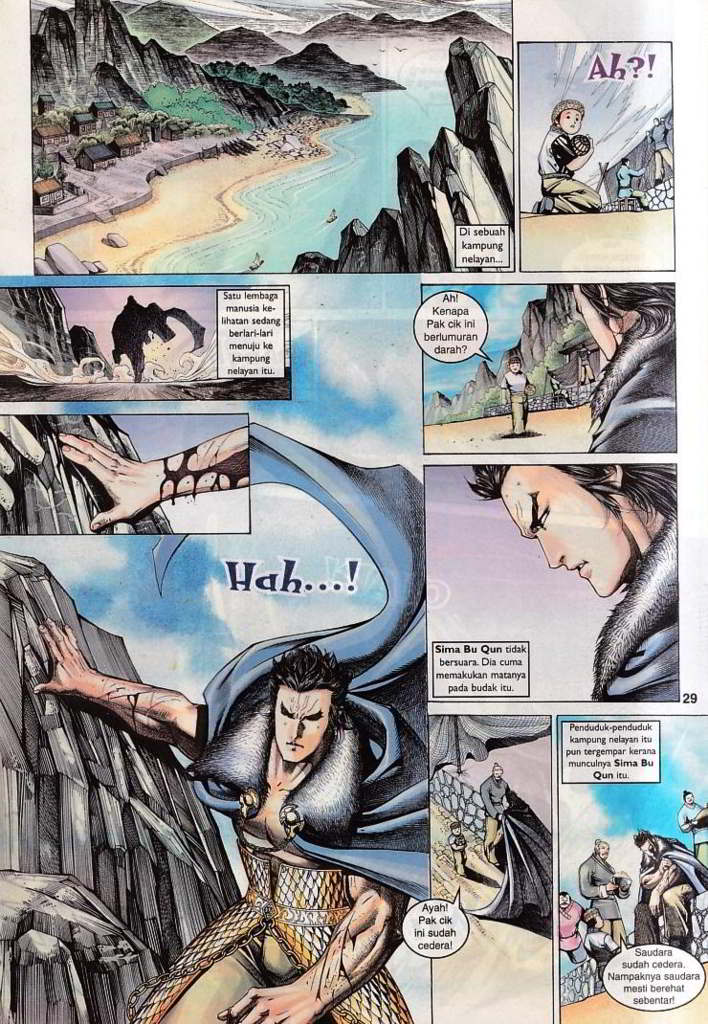 Di sebuah
kampung
nelayan...
Ah?!
Satu lembaga
manusia ke-
lihatan sedang
berlari-lari
menuju ke
kampung
nelayan itu.
Ah!
Kenapa
Pak cik ini
berlumuran
darah?
Hah...!
Sima Bu Qun tidak
bersuara. Dia cuma
memakukan matanya
pada budak itu.
29
Ayah!
Pak cik
ini sudah
cedera!
Penduduk-penduduk
kampung nelayan itu
pun tergempar kerana
munculnya Sima Bu
Qun itu.
Saudara
sudah cedera.
Nampaknya saudara
mesti berehat
sebentar!